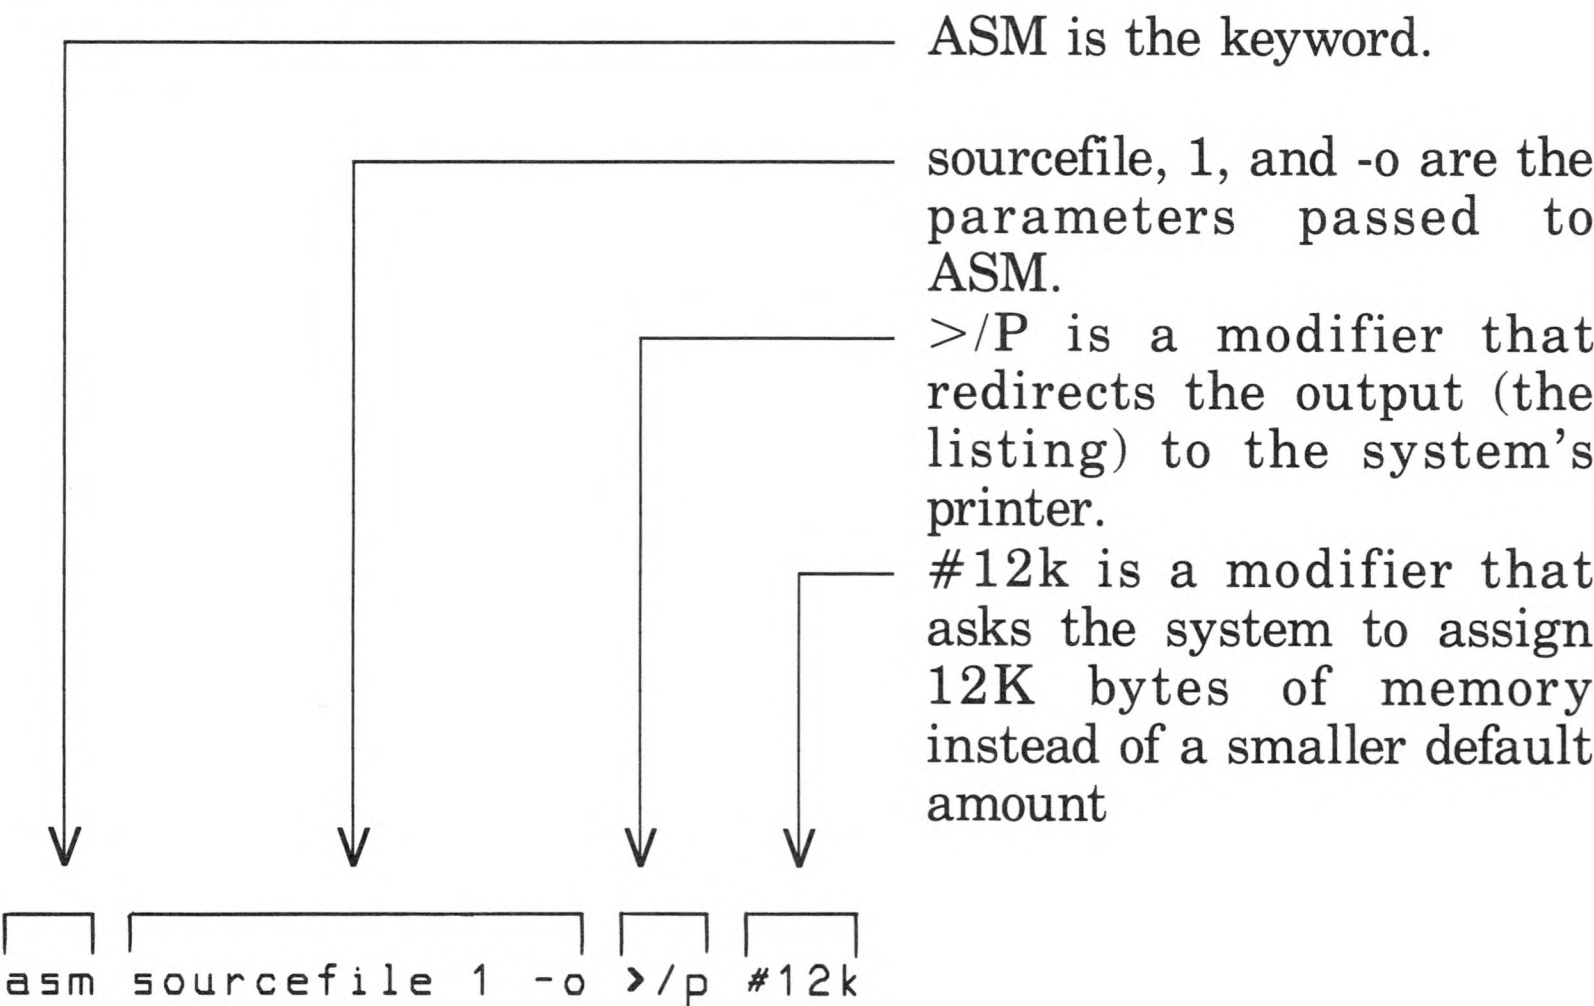 ASM is the keyword.
sourcefile, 1, and -o are the
parameters passed to
ASM.
>/P is a modifier that
redirects the output (the
listing) to the system's
printer.
#12k is a modifier that
asks the system to assign
12K bytes of memory
instead of a smaller default
amount
asm sourcefile 1 -o >/p #12k